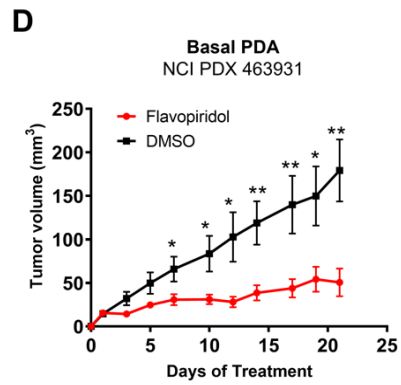 D
Basal PDA
NCI PDX 463931
Tumor volume (mm³)
250
200
150
100
50
0
Flavopiridol
DMSO
* * * ** ** * **
0 5 10 15 20 25
Days of Treatment